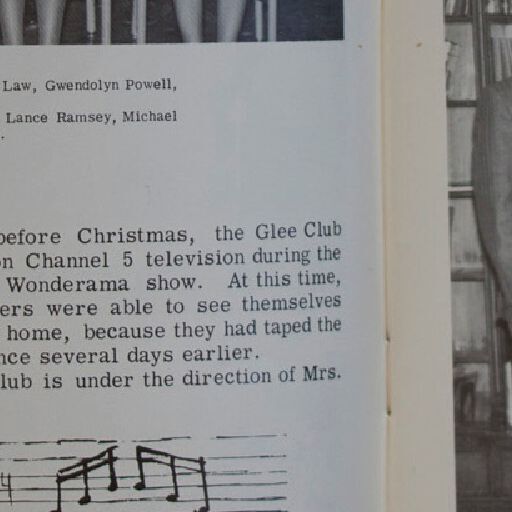 Law, Gwendolyn Powell,
Lance Ramsey, Michael
before Christmas, the Glee Club
on Channel 5 television during the
Wonderama show. At this time,
ers were able to see themselves
home, because they had taped the
nce several days earlier.
lub is under the direction of Mrs.
4